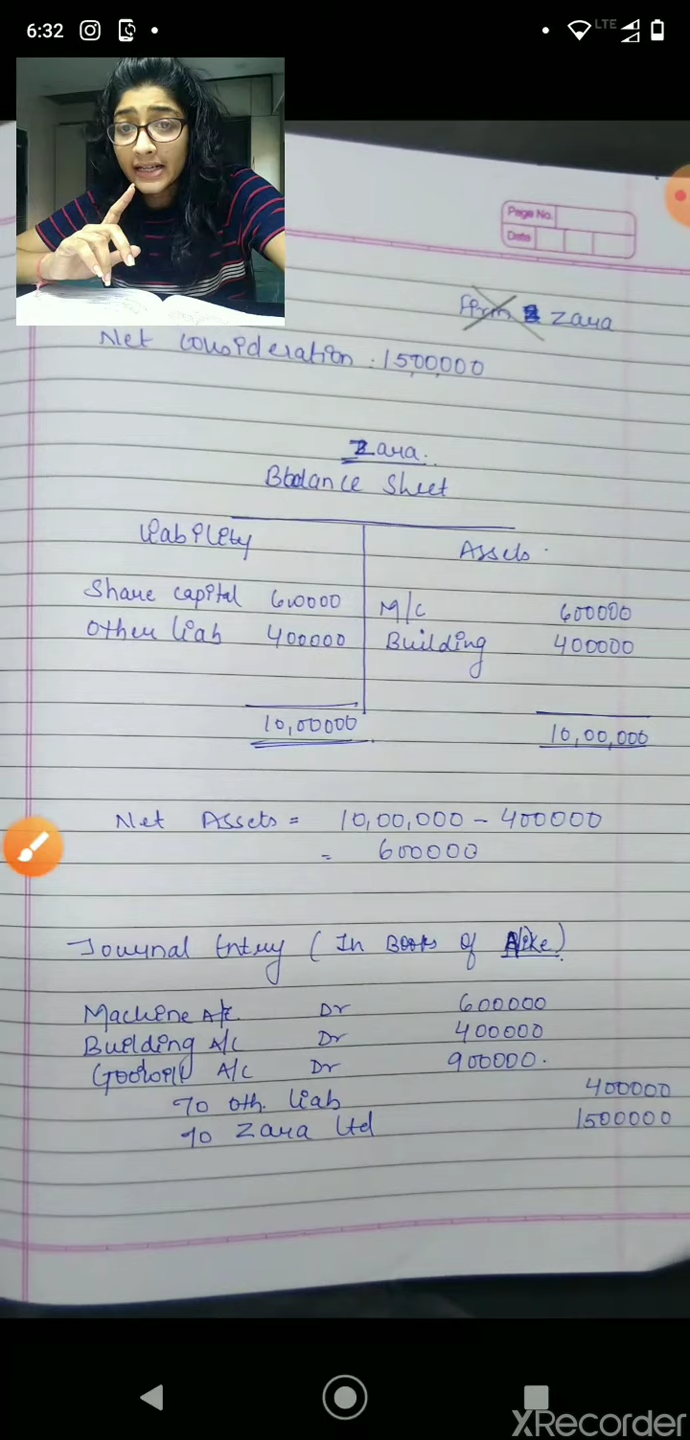 6:32
LTE
Page No.
Date
Zara
Net consideration : 1500000
Zara.
Balance Sheet
Liability Assets
Share capital 600000 M/C 600000
Other liab 400000 Building 400000
10,00000 10,00,000
Net Assets = 10,00,000 - 400000
= 600000
Journal Entry ( In Books of Nike)
Machine A/c Dr 600000
Building A/c Dr 400000
Goodwill A/c Dr 900000.
To Oth. liab 400000
To Zara Ltd 1500000
XRecorder